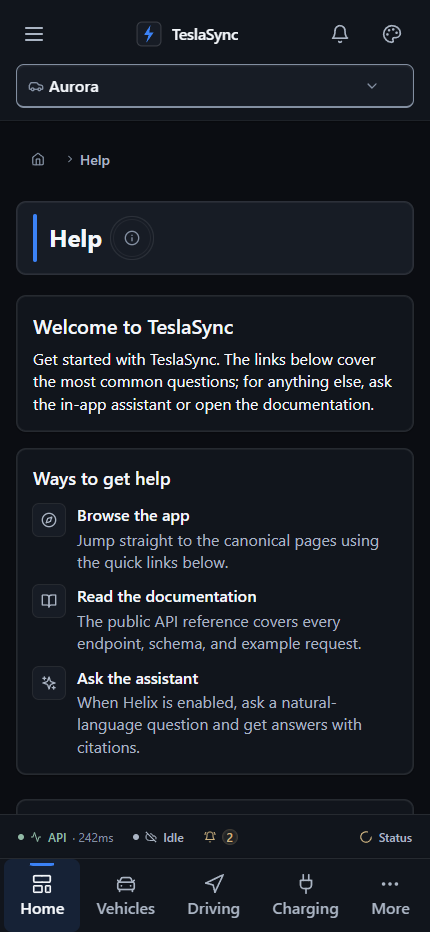 TeslaSync
Aurora
Help
Help
Welcome to TeslaSync
Get started with TeslaSync. The links below cover
the most common questions; for anything else, ask
the in-app assistant or open the documentation.
Ways to get help
Browse the app
Jump straight to the canonical pages using
the quick links below.
Read the documentation
The public API reference covers every
endpoint, schema, and example request.
Ask the assistant
When Helix is enabled, ask a natural-
language question and get answers with
citations.
API · 242ms Idle 2 Status
Home Vehicles Driving Charging More